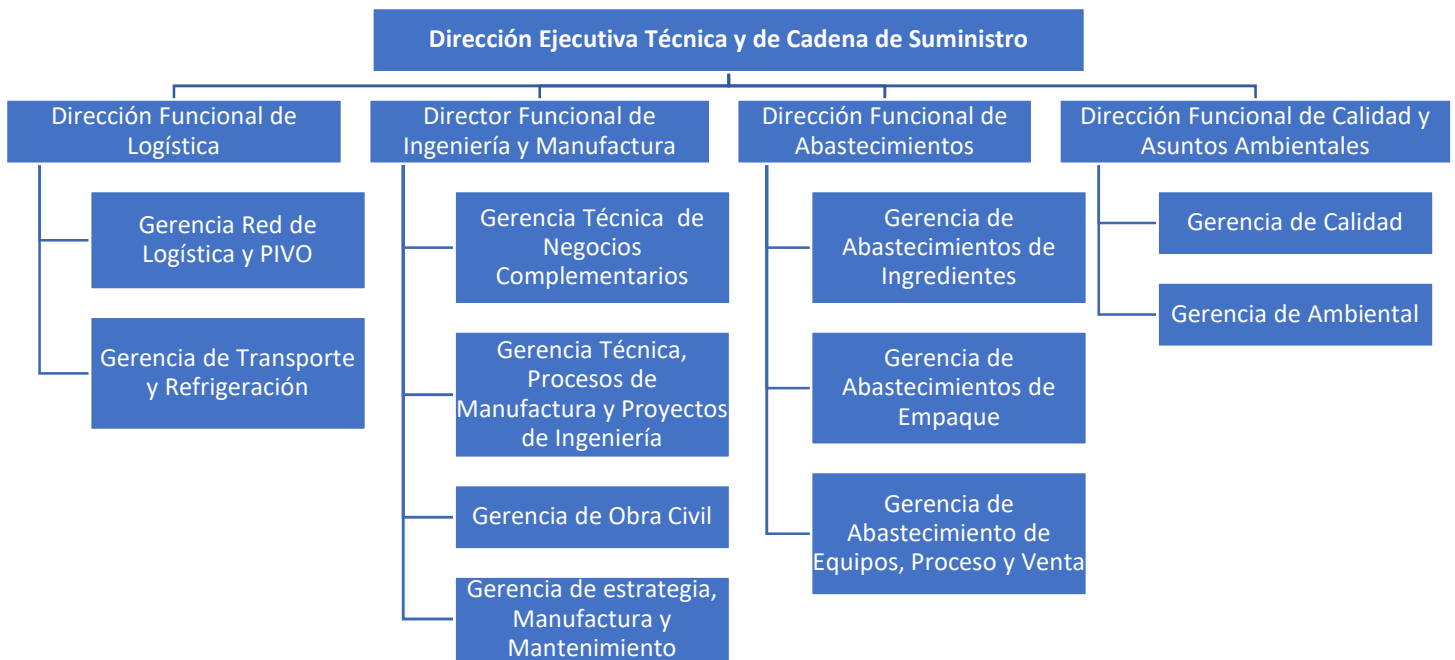 Dirección Ejecutiva Técnica y de Cadena de Suministro
Dirección Funcional de
Logística
Gerencia Red de
Logística y PIVO
Gerencia de Transporte
y Refrigeración
Director Funcional de
Ingeniería y Manufactura
Gerencia Técnica  de
Negocios
Complementarios
Gerencia Técnica,
Procesos de
Manufactura y Proyectos
de Ingeniería
Gerencia de Obra Civil
Gerencia de estrategia,
Manufactura y
Mantenimiento
Dirección Funcional de
Abastecimientos
Gerencia de
Abastecimientos de
Ingredientes
Gerencia de
Abastecimientos de
Empaque
Gerencia de
Abastecimiento de
Equipos, Proceso y Venta
Dirección Funcional de Calidad y
Asuntos Ambientales
Gerencia de Calidad
Gerencia de Ambiental